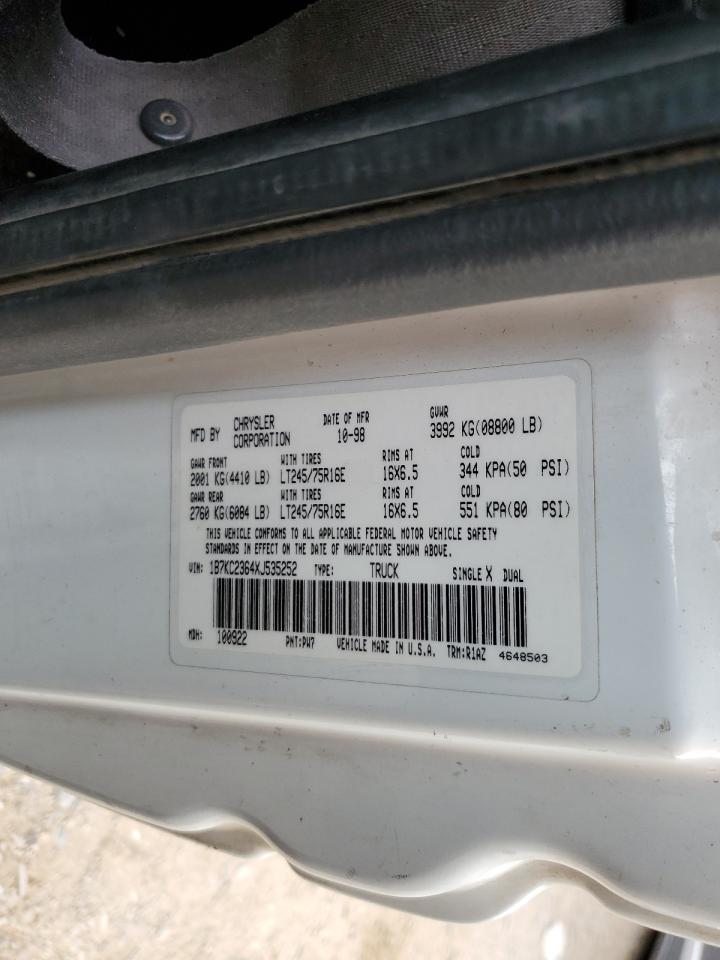 MFD BY CHRYSLER CORPORATION DATE OF MFR 10-98 GVWR 3992 KG(08800 LB)
GAWR FRONT WITH TIRES RIMS AT COLD
2001 KG(4410 LB) LT245/75R16E 16X6.5 344 KPA(50 PSI)
GAWR REAR WITH TIRES RIMS AT COLD
2760 KG(6084 LB) LT245/75R16E 16X6.5 551 KPA(80 PSI)
THIS VEHICLE CONFORMS TO ALL APPLICABLE FEDERAL MOTOR VEHICLE SAFETY
STANDARDS IN EFFECT ON THE DATE OF MANUFACTURE SHOWN ABOVE.
VIN: 1B7KC2364XJ535252 TYPE: TRUCK SINGLE X DUAL
MDH: 100922 PNT:PW7 VEHICLE MADE IN U.S.A. TRM:R1AZ 4648503